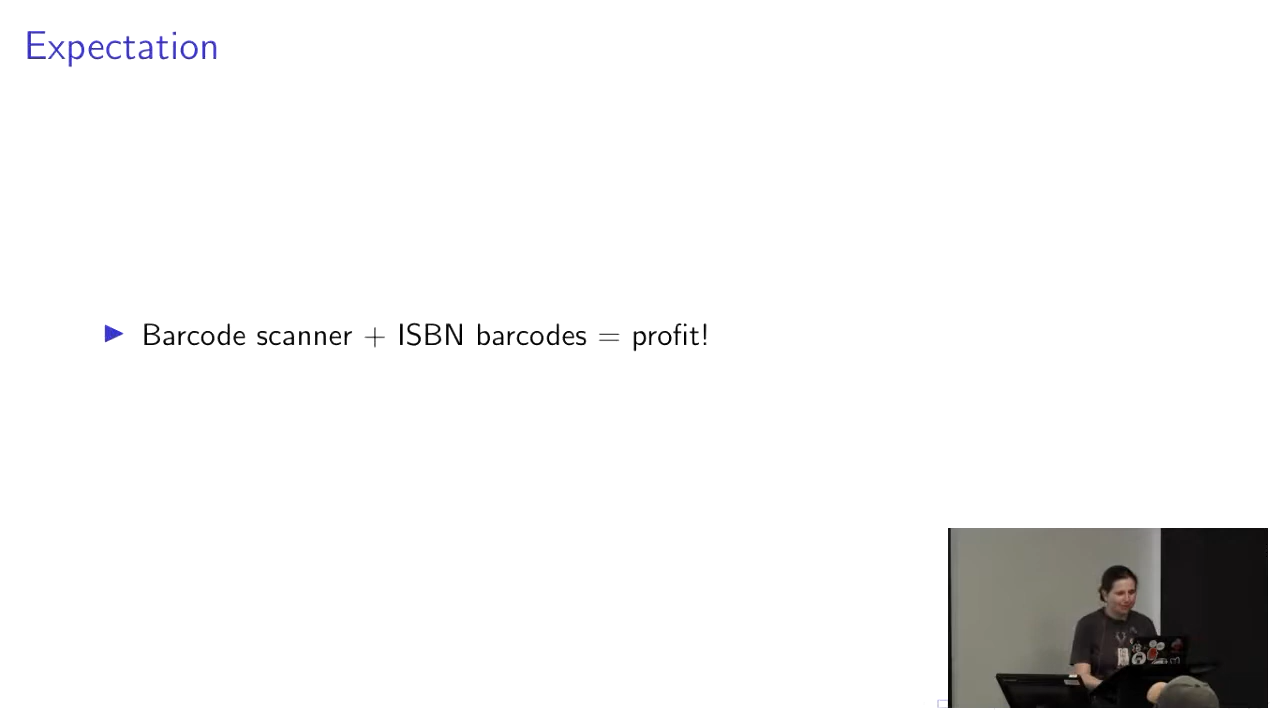 Expectation
Barcode scanner + ISBN barcodes = profit!